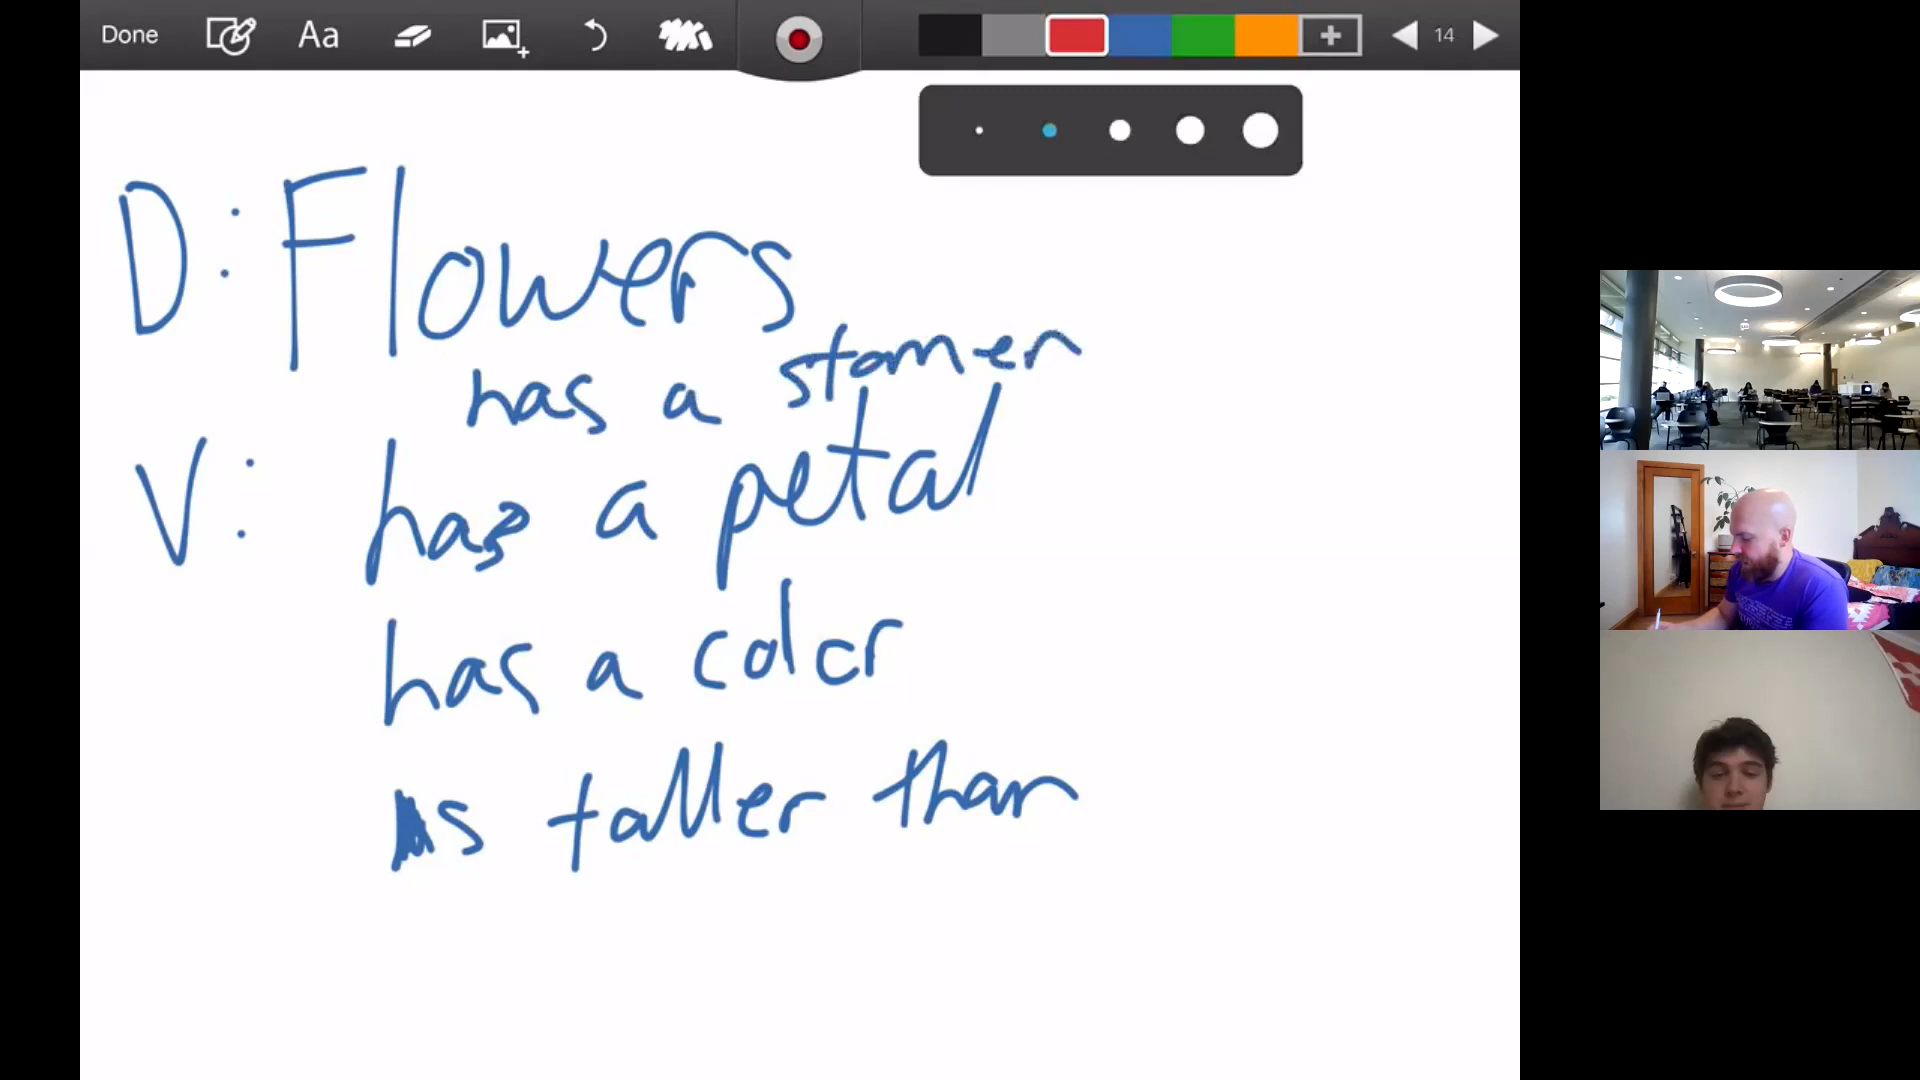 Done Aa 14
D: Flowers
has a stamen
V: has a petal
has a color
is taller than